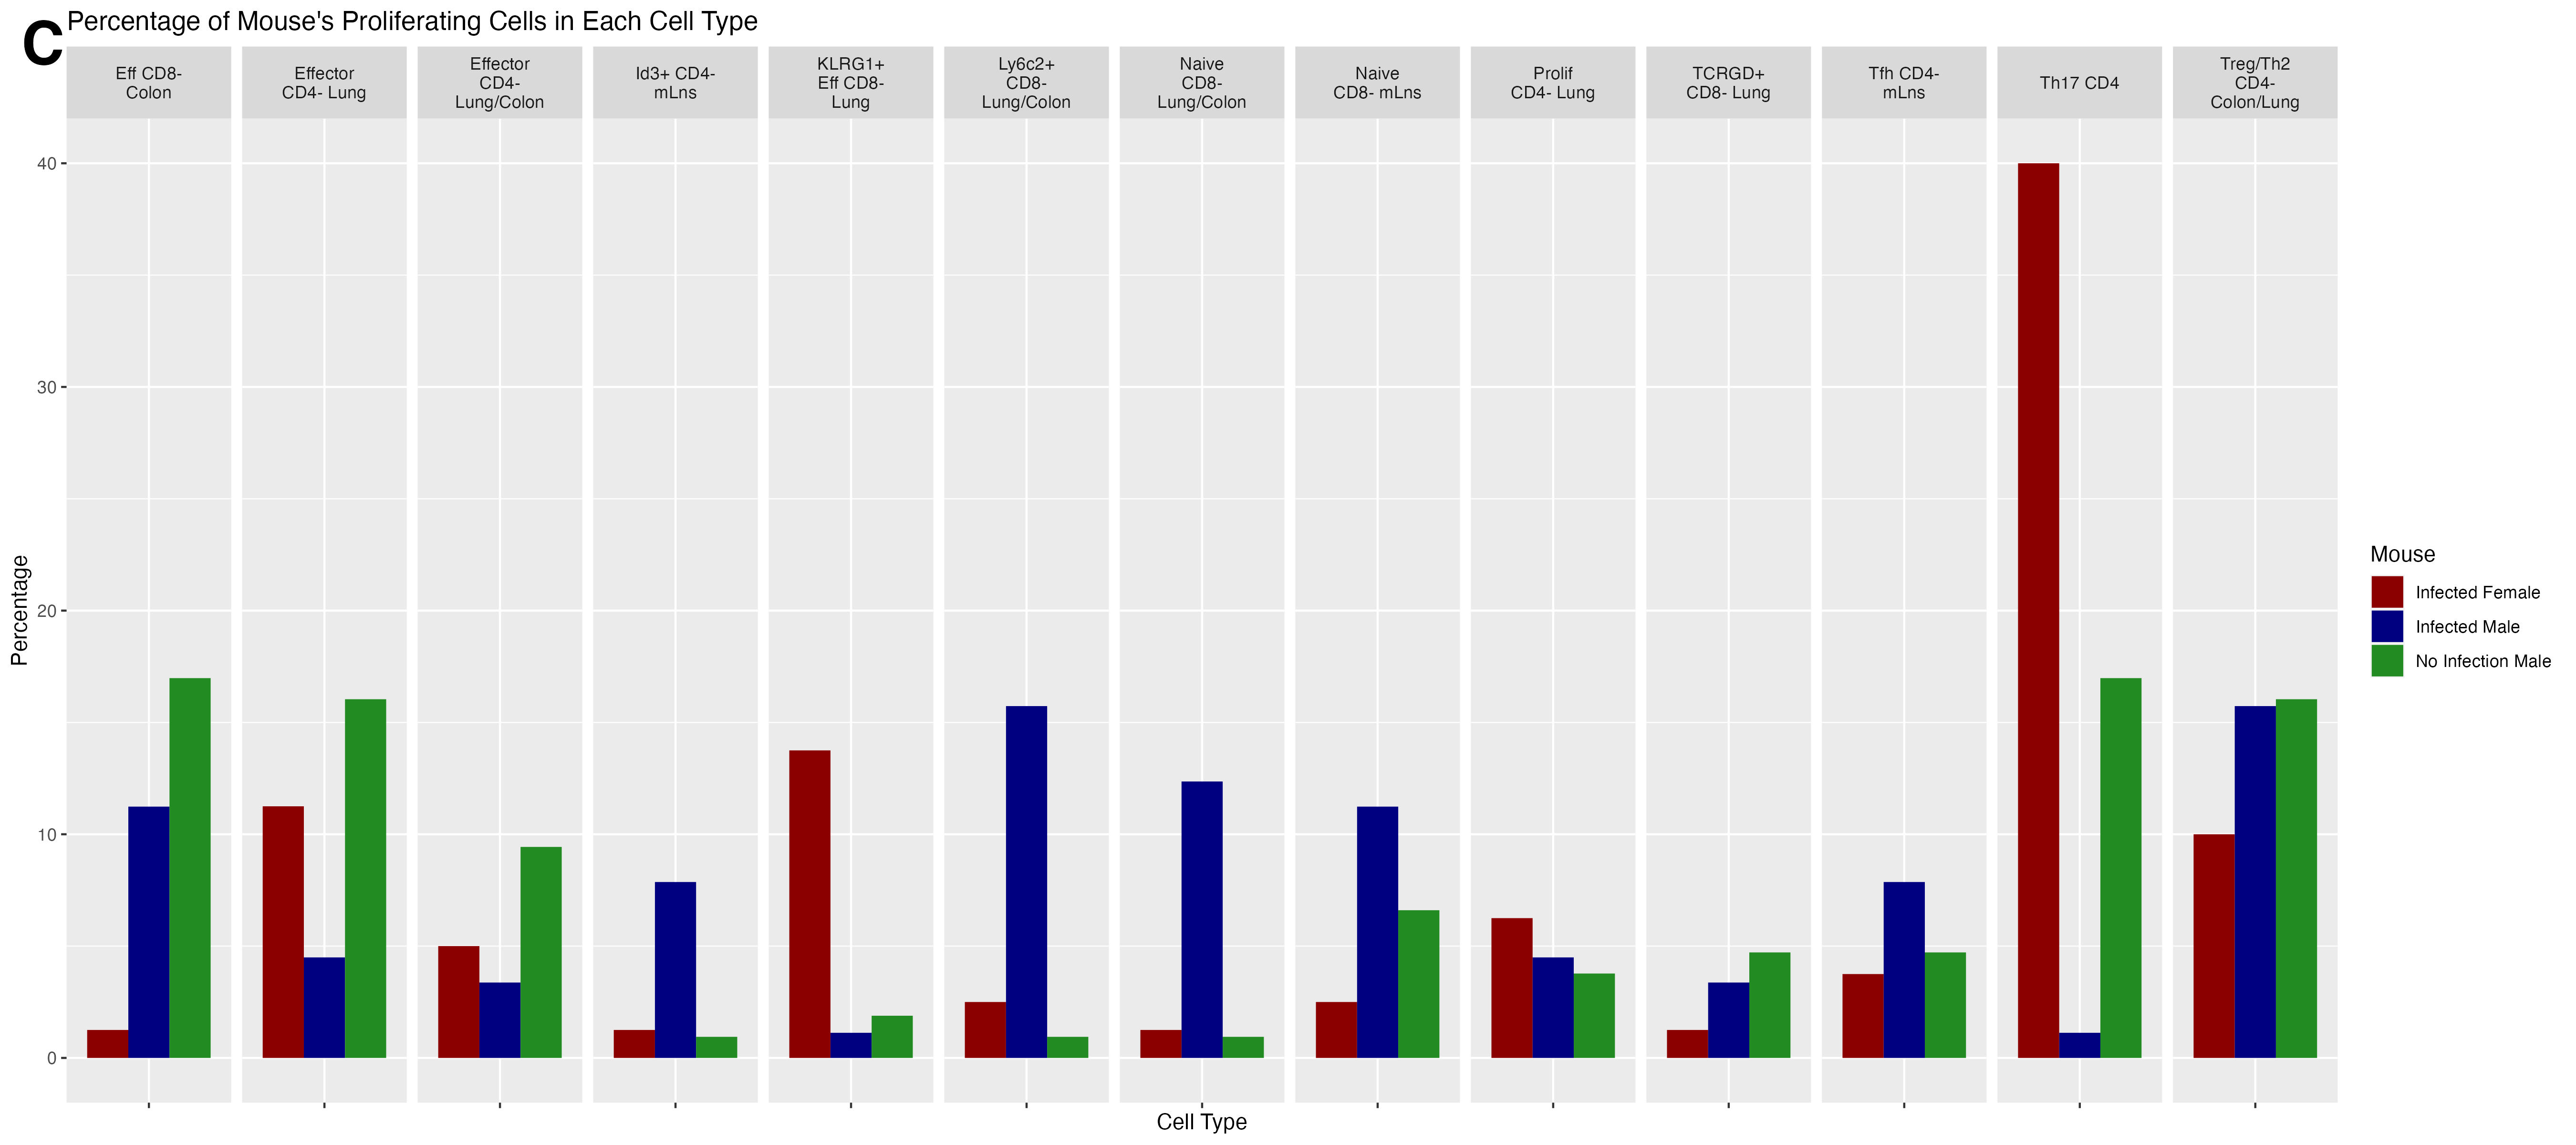 C
Percentage of Mouse's Proliferating Cells in Each Cell Type
Eff CD8-
Colon
Effector
CD4- Lung
Effector
CD4-
Lung/Colon
Id3+ CD4-
mLns
KLRG1+
Eff CD8-
Lung
Ly6c2+
CD8-
Lung/Colon
Naive
CD8-
Lung/Colon
Naive
CD8- mLns
Prolif
CD4- Lung
TCRGD+
CD8- Lung
Tfh CD4-
mLns
Th17 CD4
Treg/Th2
CD4-
Colon/Lung
40
30
20
10
0
Percentage
Cell Type
Mouse
Infected Female
Infected Male
No Infection Male